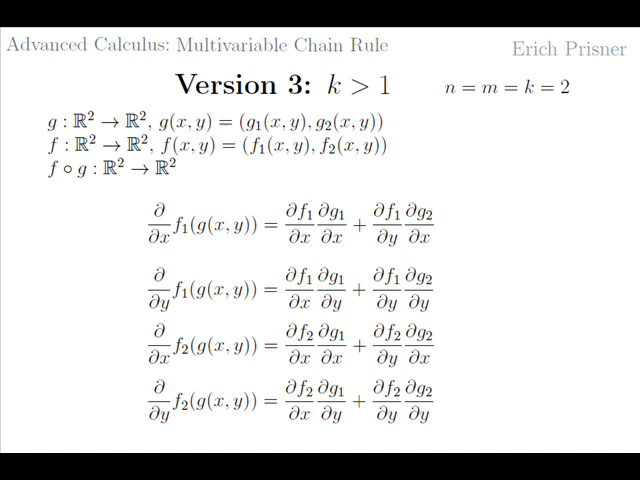 Advanced Calculus: Multivariable Chain Rule
Erich Prisner
Version 3: k > 1
n = m = k = 2
g : ℝ² → ℝ², g(x, y) = (g₁(x, y), g₂(x, y))
f : ℝ² → ℝ², f(x, y) = (f₁(x, y), f₂(x, y))
f ∘ g : ℝ² → ℝ²
∂/∂x f₁(g(x, y)) = ∂f₁/∂x ∂g₁/∂x + ∂f₁/∂y ∂g₂/∂x
∂/∂y f₁(g(x, y)) = ∂f₁/∂x ∂g₁/∂y + ∂f₁/∂y ∂g₂/∂y
∂/∂x f₂(g(x, y)) = ∂f₂/∂x ∂g₁/∂x + ∂f₂/∂y ∂g₂/∂x
∂/∂y f₂(g(x, y)) = ∂f₂/∂x ∂g₁/∂y + ∂f₂/∂y ∂g₂/∂y